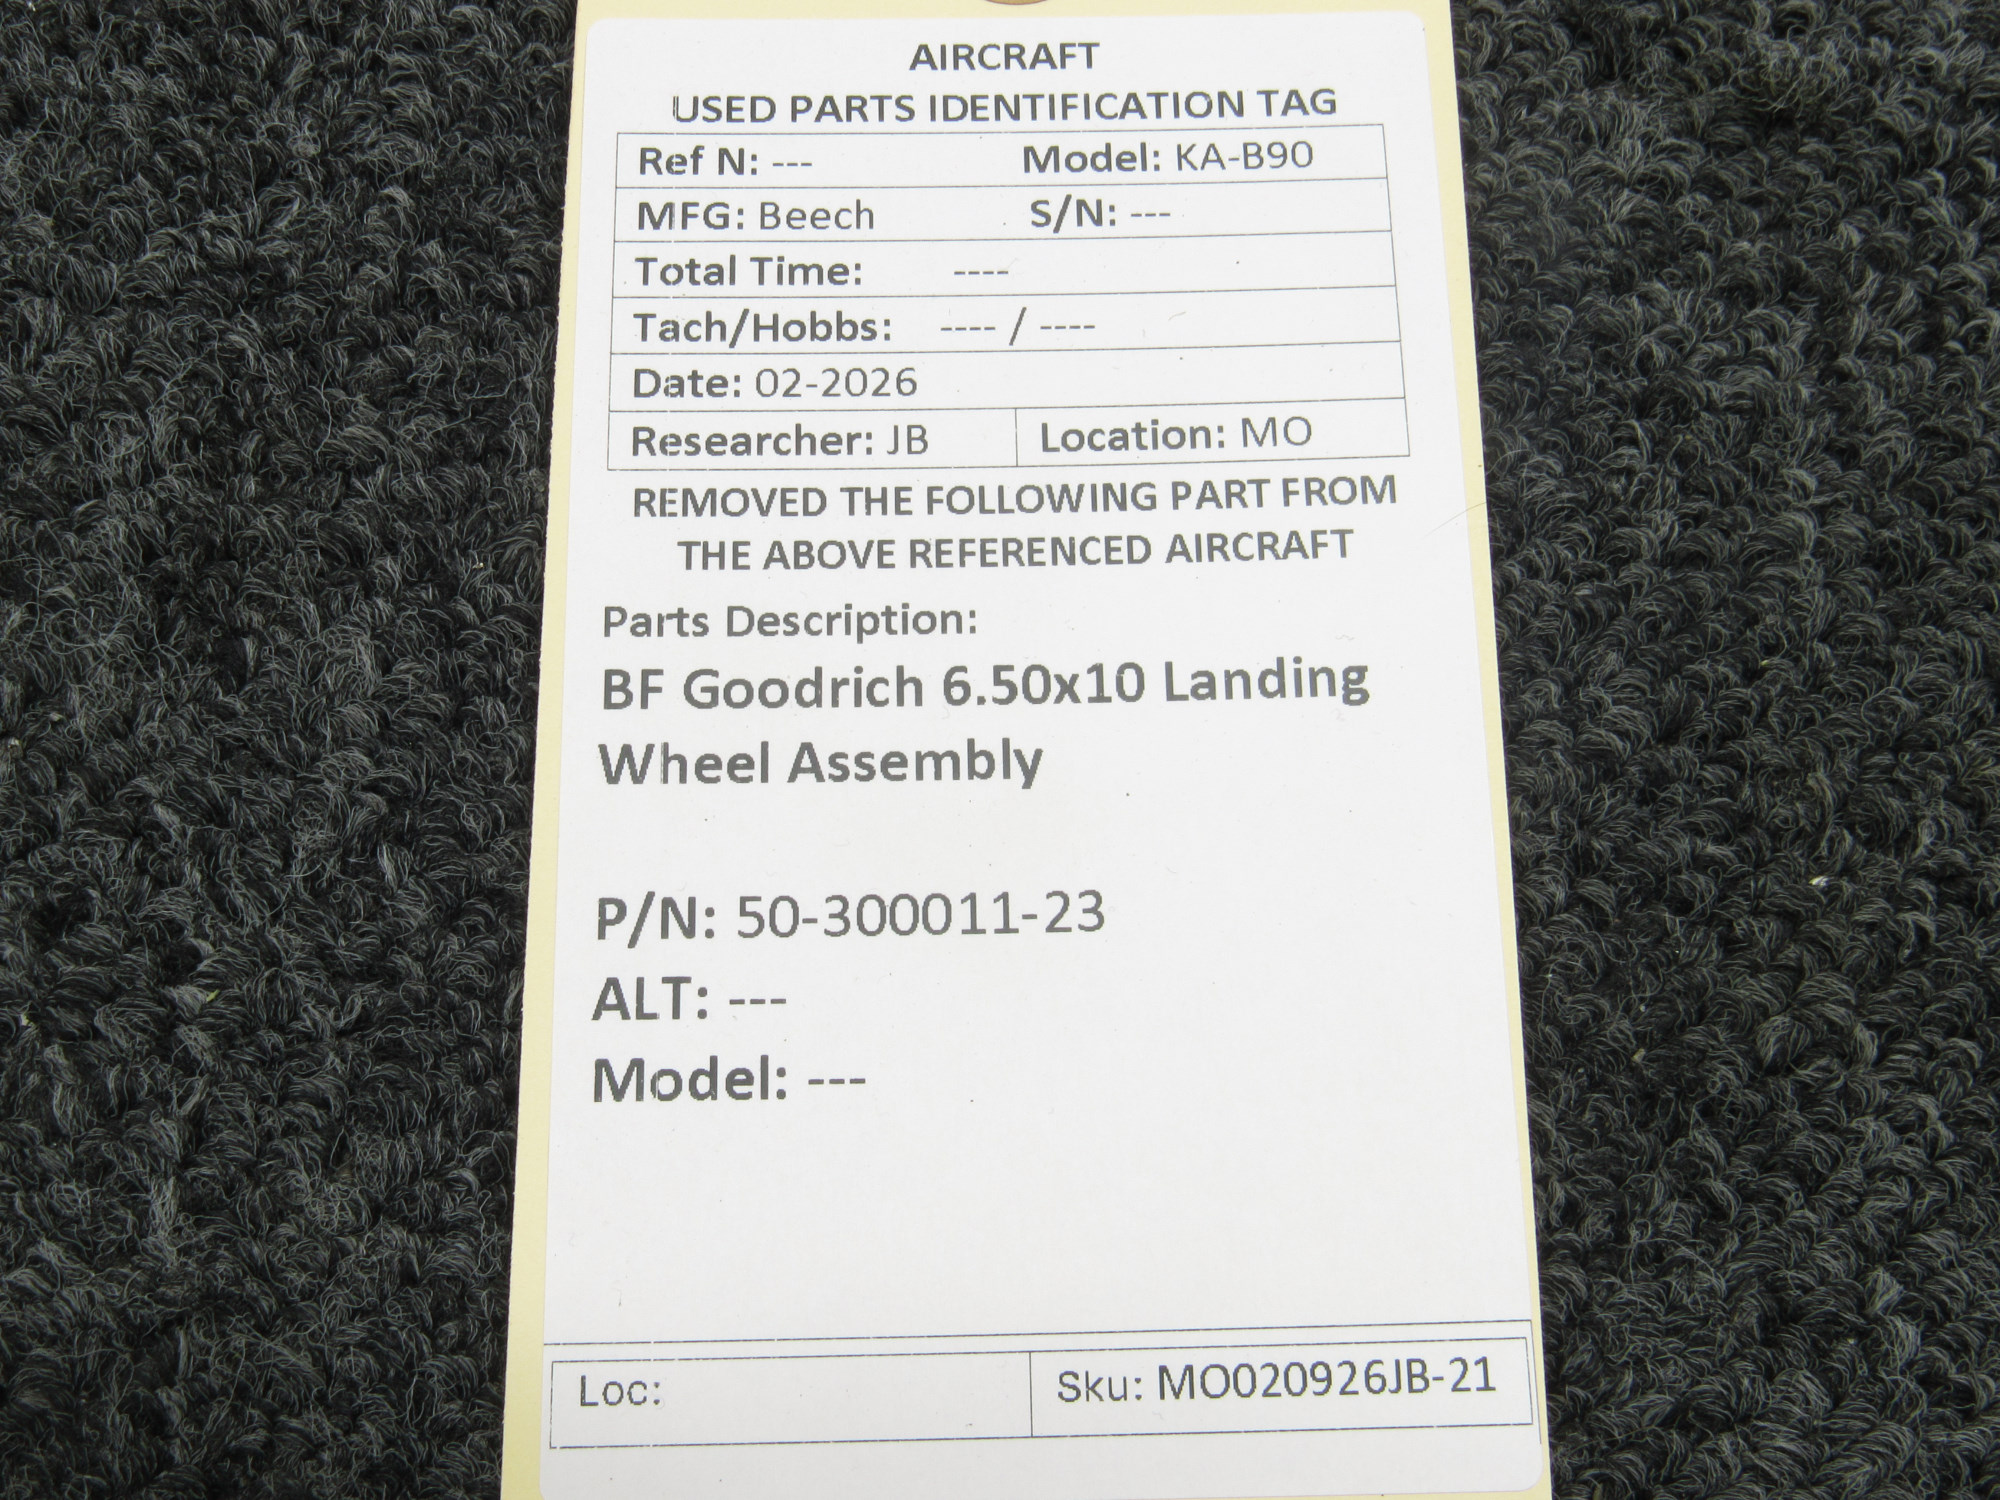 AIRCRAFT
USED PARTS IDENTIFICATION TAG
Ref N: --- Model: KA-B90
MFG: Beech S/N: ---
Total Time: ----
Tach/Hobbs: ---- / ----
Date: 02-2026
Researcher: JB Location: MO
REMOVED THE FOLLOWING PART FROM
THE ABOVE REFERENCED AIRCRAFT
Parts Description:
BF Goodrich 6.50x10 Landing
Wheel Assembly
P/N: 50-300011-23
ALT: ---
Model: ---
Loc: Sku: MO020926JB-21